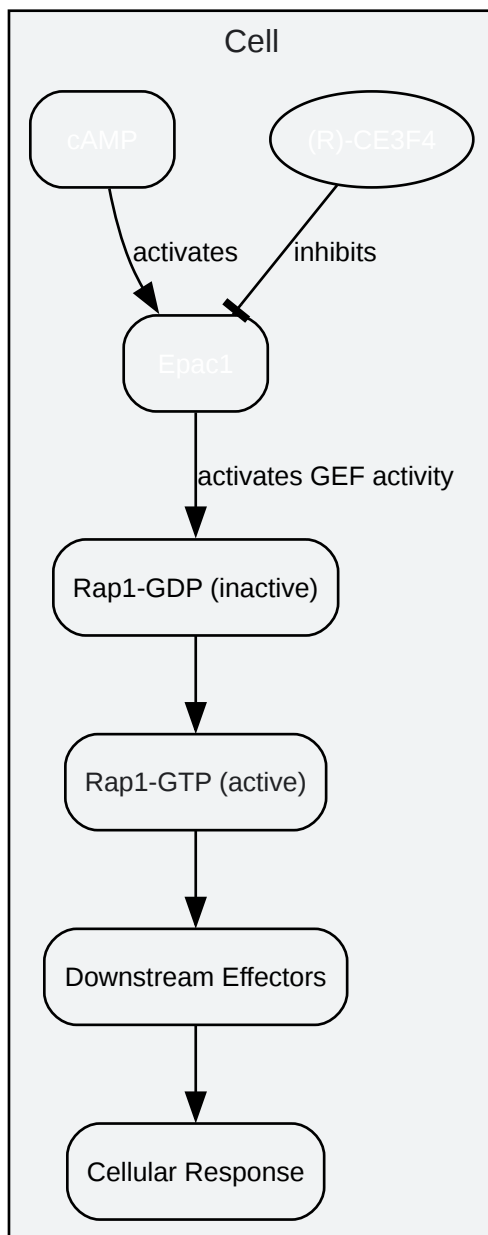 Cell
cAMP
(R)-CE3F4
activates
inhibits
Epac1
activates GEF activity
Rap1-GDP (inactive)
Rap1-GTP (active)
Downstream Effectors
Cellular Response